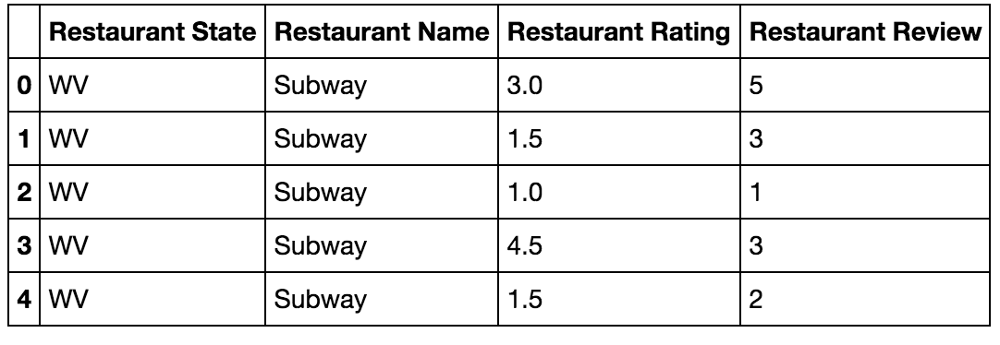 Restaurant State Restaurant Name Restaurant Rating Restaurant Review
0 WV Subway 3.0 5
1 WV Subway 1.5 3
2 WV Subway 1.0 1
3 WV Subway 4.5 3
4 WV Subway 1.5 2